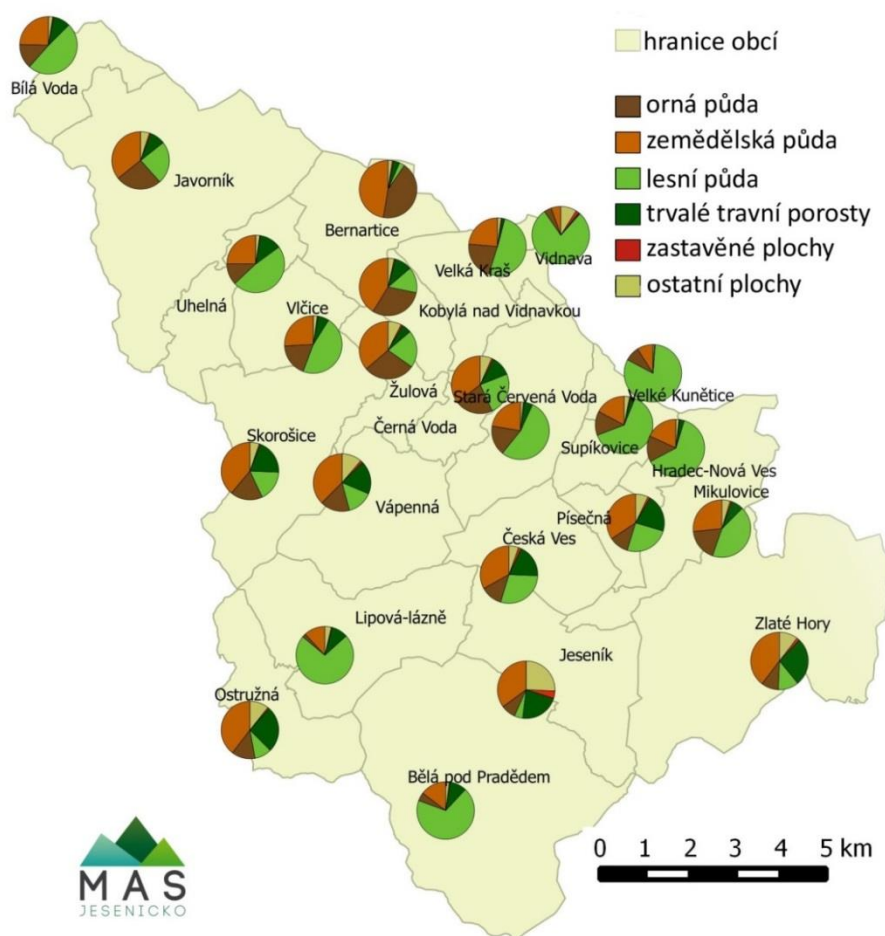 hranice obcí
orná půda
zemědělská půda
lesní půda
trvalé travní porosty
zastavěné plochy
ostatní plochy
Bílá Voda
Javorník
Bernartice
Velká Kraš
Vidnava
Uhelná
Vlčice
Kobylá nad Vidnavkou
Žulová
Stará Červená Voda
Velké Kunětice
Černá Voda
Supíkovice
Skorošice
Hradec-Nová Ves
Mikulovice
Vápenná
Písečná
Česká Ves
Lipová-lázně
Zlaté Hory
Jeseník
Ostružná
Bělá pod Pradědem
0 1 2 3 4 5 km
MAS
JESENICKO